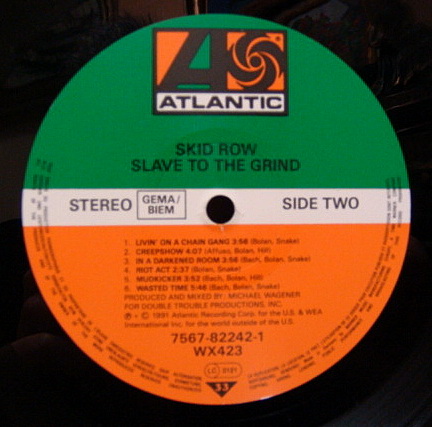 ATLANTIC
SKID ROW
SLAVE TO THE GRIND
STEREO GEMA/ BIEM SIDE TWO
1. LIVIN' ON A CHAIN GANG 3:56 (Bolan, Snake)
2. CREEPSHOW 4:07 (Affuso, Bolan, Hill)
3. IN A DARKENED ROOM 3:56 (Bach, Bolan, Snake)
4. RIOT ACT 2:37 (Bolan, Snake)
5. MUDKICKER 3:52 (Bach, Bolan, Hill)
6. WASTED TIME 5:46 (Bach, Bolan, Snake)
PRODUCED AND MIXED BY: MICHAEL WAGENER
FOR DOUBLE TROUBLE PRODUCTIONS, INC.
℗ - © 1991 Atlantic Recording Corp. for the U.S. & WEA
International Inc. for the world outside of the U.S.
7567-82242-1
WX423
LC 0121
33